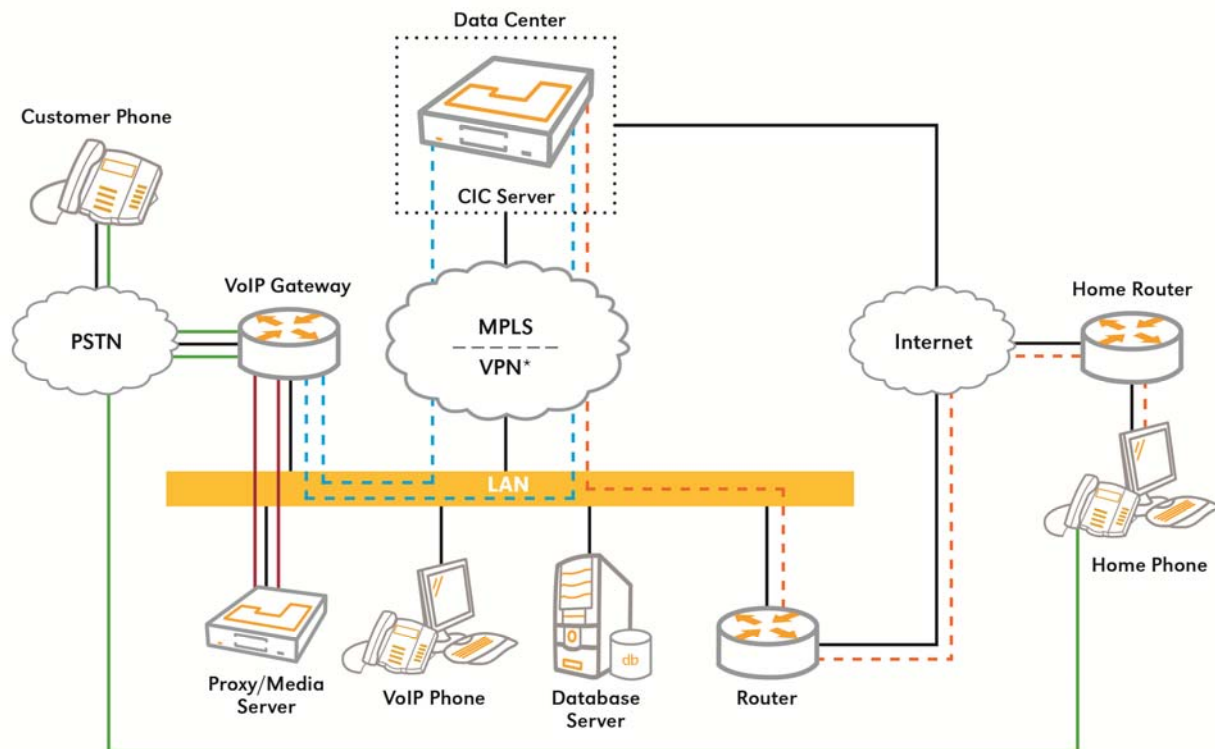 Data Center
Customer Phone
CIC Server
VoIP Gateway
Home Router
PSTN
MPLS
VPN*
Internet
LAN
Home Phone
db
Proxy/Media
Server
VoIP Phone
Database
Server
Router